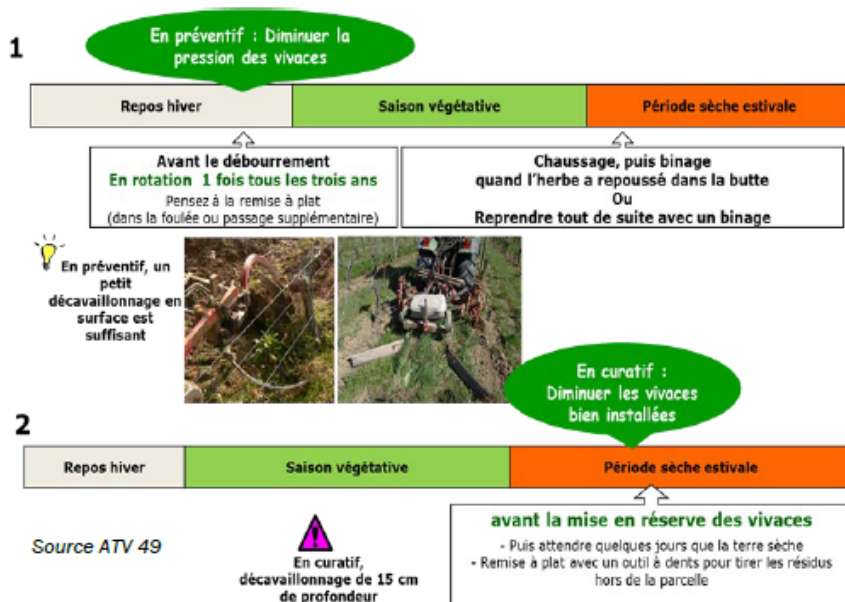 1
En préventif : Diminuer la
pression des vivaces
Repos hiver
Saison végétative
Période sèche estivale
Avant le débourrement
En rotation 1 fois tous les trois ans
Pensez à la remise à plat
(dans la foulée ou passage supplémentaire)
Chaussage, puis binage
quand l'herbe a repoussé dans la butte
Ou
Reprendre tout de suite avec un binage
En préventif, un
petit
décavaillonnage en
surface est
suffisant
En curatif :
Diminuer les vivaces
bien installées
2
Repos hiver
Saison végétative
Période sèche estivale
Source ATV 49
En curatif,
décavaillonnage de 15 cm
de profondeur
avant la mise en réserve des vivaces
- Puis attendre quelques jours que la terre sèche
- Remise à plat avec un outil à dents pour tirer les résidus
hors de la parcelle